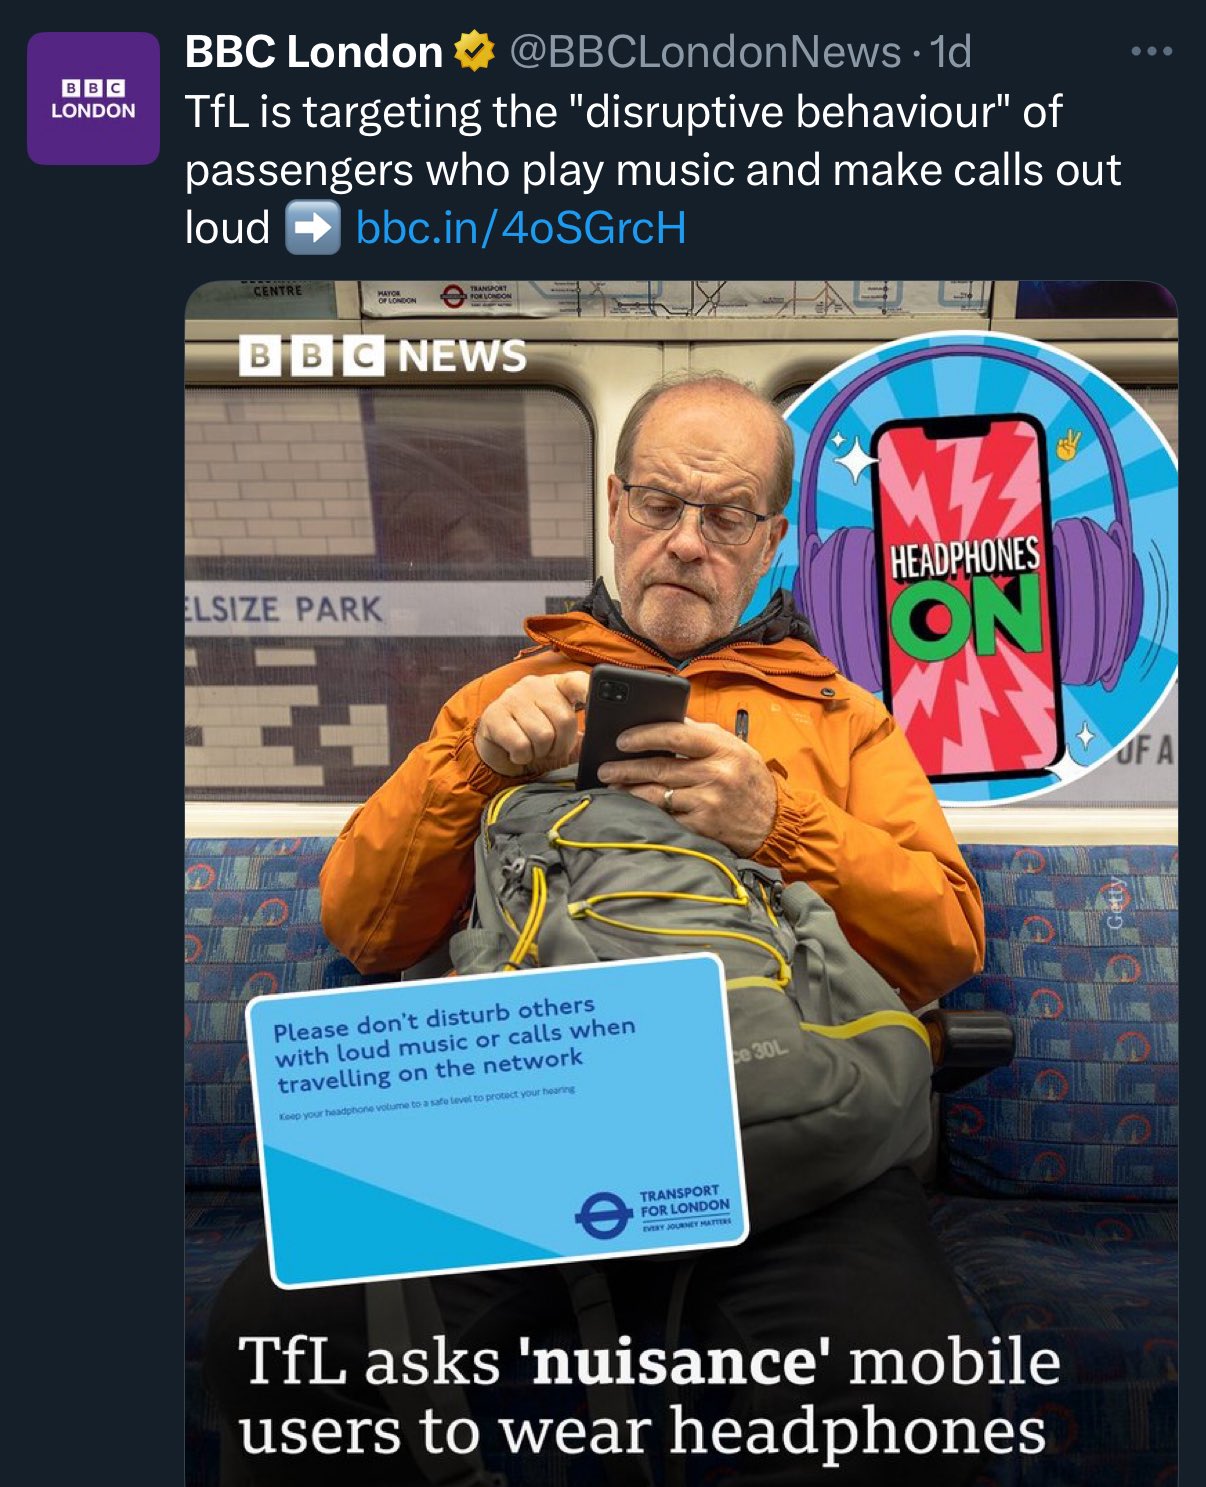 BBC London @BBCLondonNews · 1d
BBC
LONDON
TfL is targeting the "disruptive behaviour" of
passengers who play music and make calls out
loud ➡️ bbc.in/4oSGrcH
CENTRE
MAYOR
OF LONDON
TRANSPORT
FOR LONDON
BBC NEWS
HEADPHONES
ON
ELSIZE PARK
OF A
Getty
ce 30L
Please don't disturb others
with loud music or calls when
travelling on the network
Keep your headphone volume to a safe level to protect your hearing
TRANSPORT
FOR LONDON
EVERY JOURNEY MATTERS
TfL asks 'nuisance' mobile
users to wear headphones